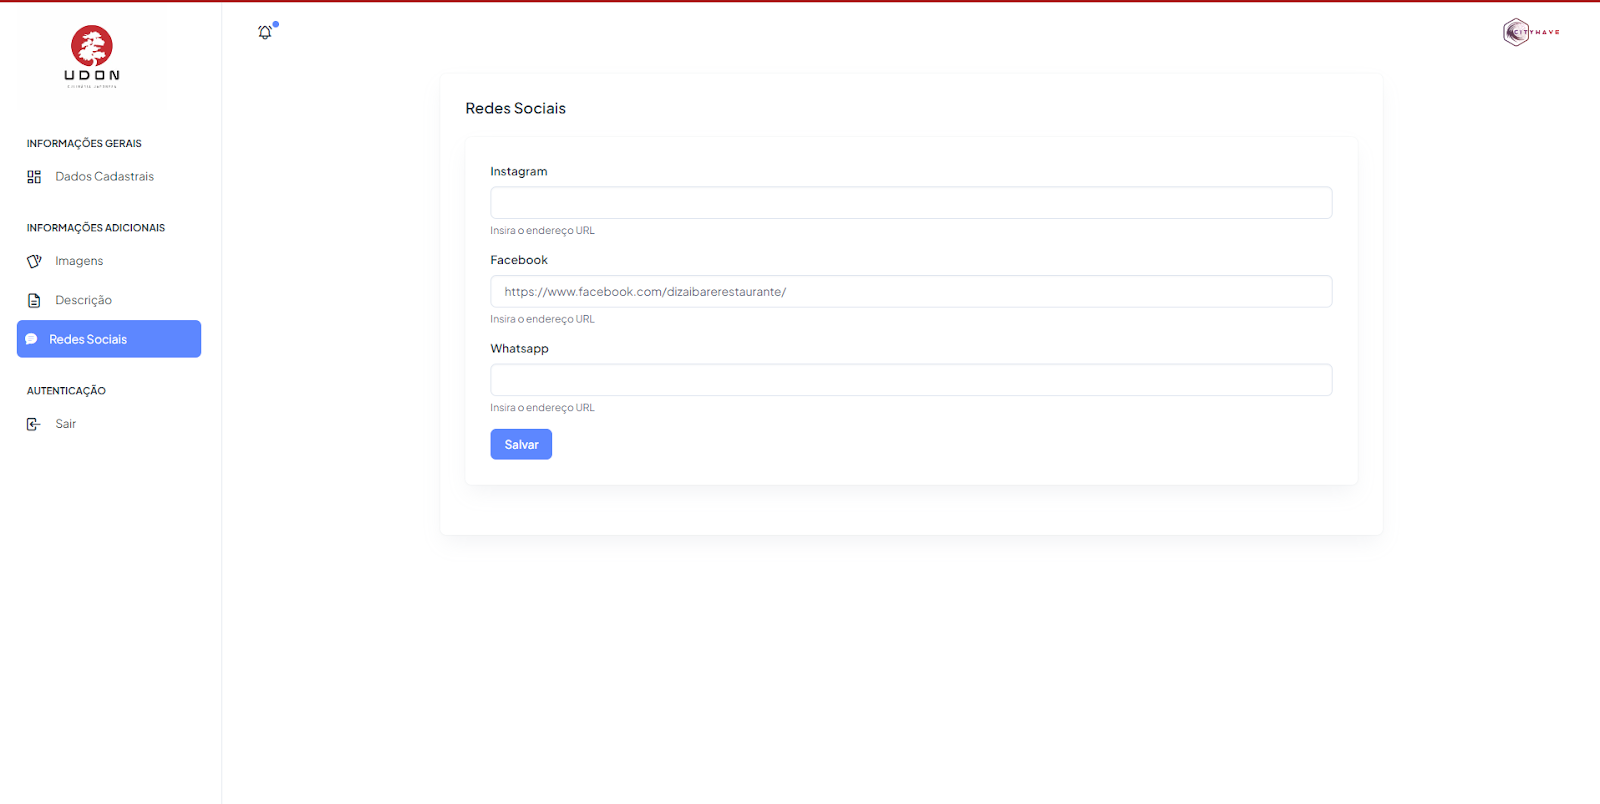 UDON
CITYHAVE
INFORMAÇÕES GERAIS
Dados Cadastrais
INFORMAÇÕES ADICIONAIS
Imagens
Descrição
Redes Sociais
AUTENTICAÇÃO
Sair
Redes Sociais
Instagram
Insira o endereço URL
Facebook
https://www.facebook.com/dizaibarerestaurante/
Insira o endereço URL
Whatsapp
Insira o endereço URL
Salvar